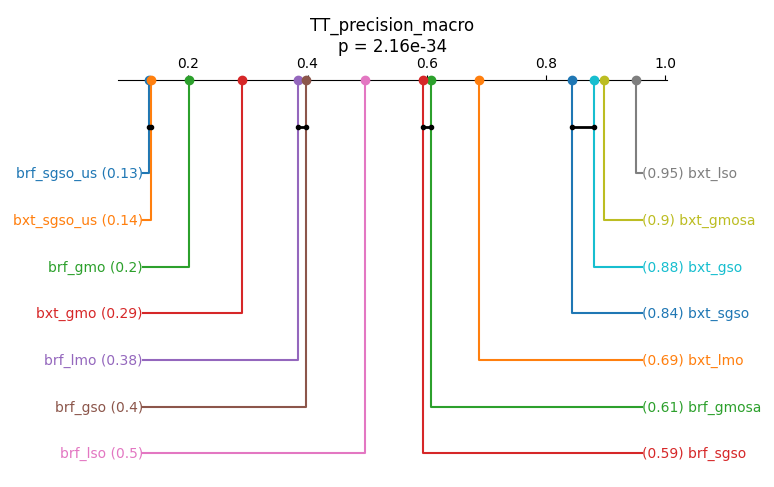 TT_precision_macro
p = 2.16e-34
0.2 0.4 0.6 0.8 1.0
brf_sgso_us (0.13)
(0.95) bxt_lso
bxt_sgso_us (0.14)
(0.9) bxt_gmosa
brf_gmo (0.2)
(0.88) bxt_gso
bxt_gmo (0.29)
(0.84) bxt_sgso
brf_lmo (0.38)
(0.69) bxt_lmo
brf_gso (0.4)
(0.61) brf_gmosa
brf_lso (0.5)
(0.59) brf_sgso